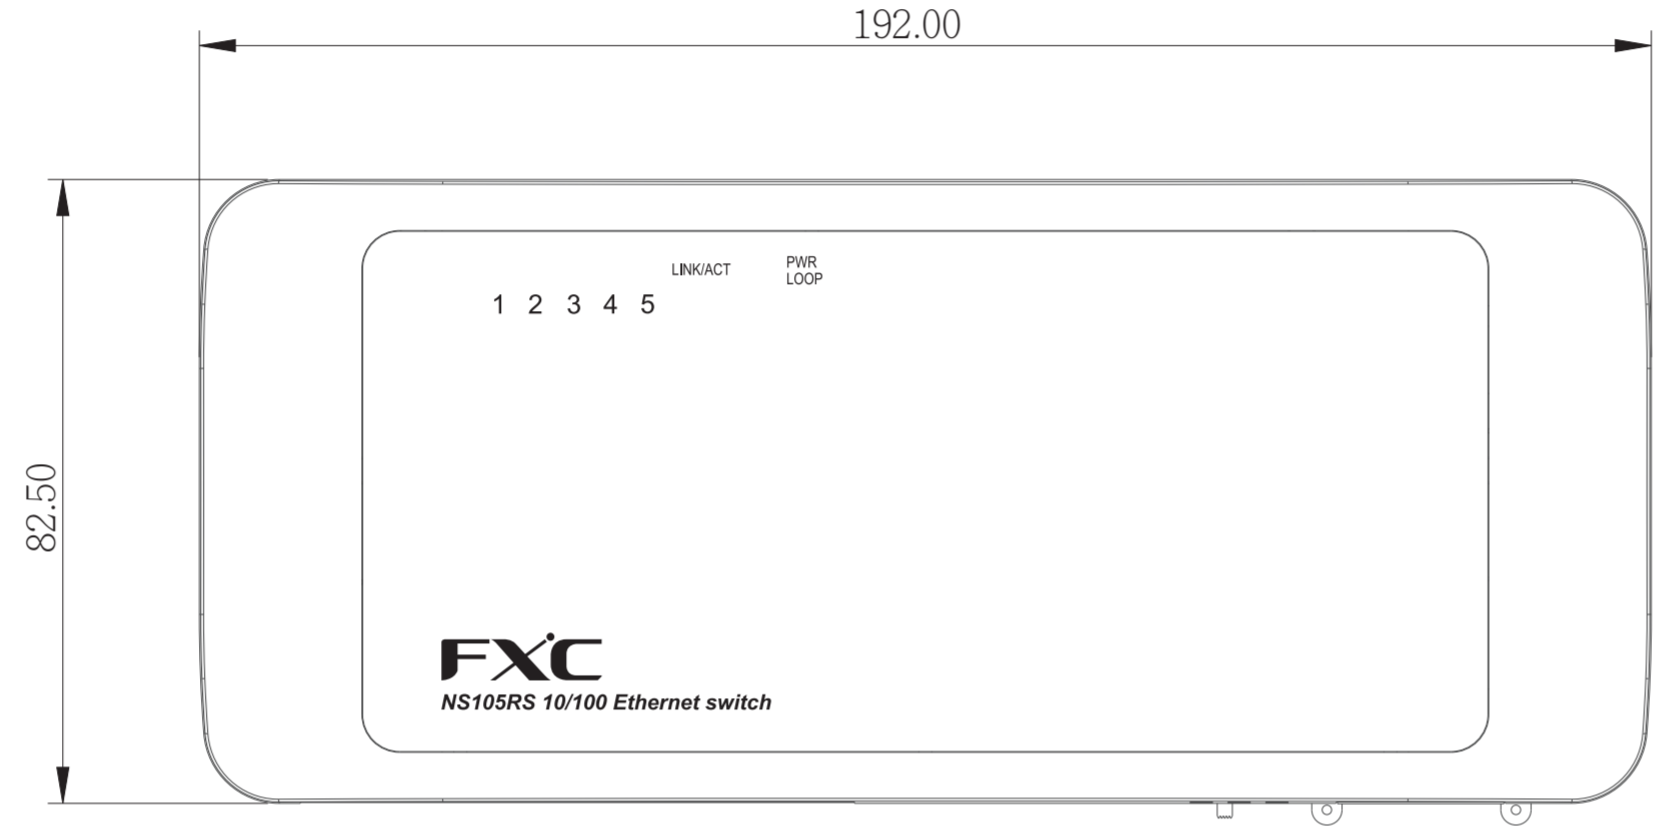 192.00
LINK/ACT
PWR
LOOP
1 2 3 4 5
82.50
FXC
NS105RS 10/100 Ethernet switch